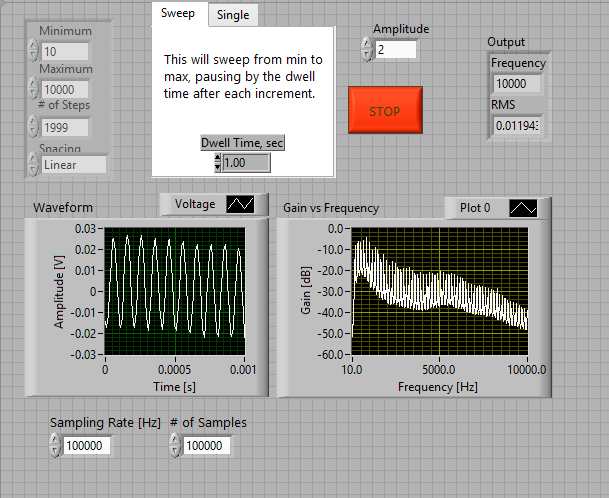 Sweep
Single
This will sweep from min to
max, pausing by the dwell
time after each increment.
Dwell Time, sec
1.00
Minimum
10
Maximum
10000
# of Steps
1999
Spacing
Linear
Amplitude
2
STOP
Output
Frequency
10000
RMS
0.01194
Waveform
Voltage
0.03
0.02
0.01
0
-0.01
-0.02
-0.03
Amplitude [V]
0
0.0005
0.001
Time [s]
Gain vs Frequency
Plot 0
0.0
-10.0
-20.0
-30.0
-40.0
-50.0
-60.0
Gain [dB]
10.0
5000.0
10000.0
Frequency [Hz]
Sampling Rate [Hz]
100000
# of Samples
100000